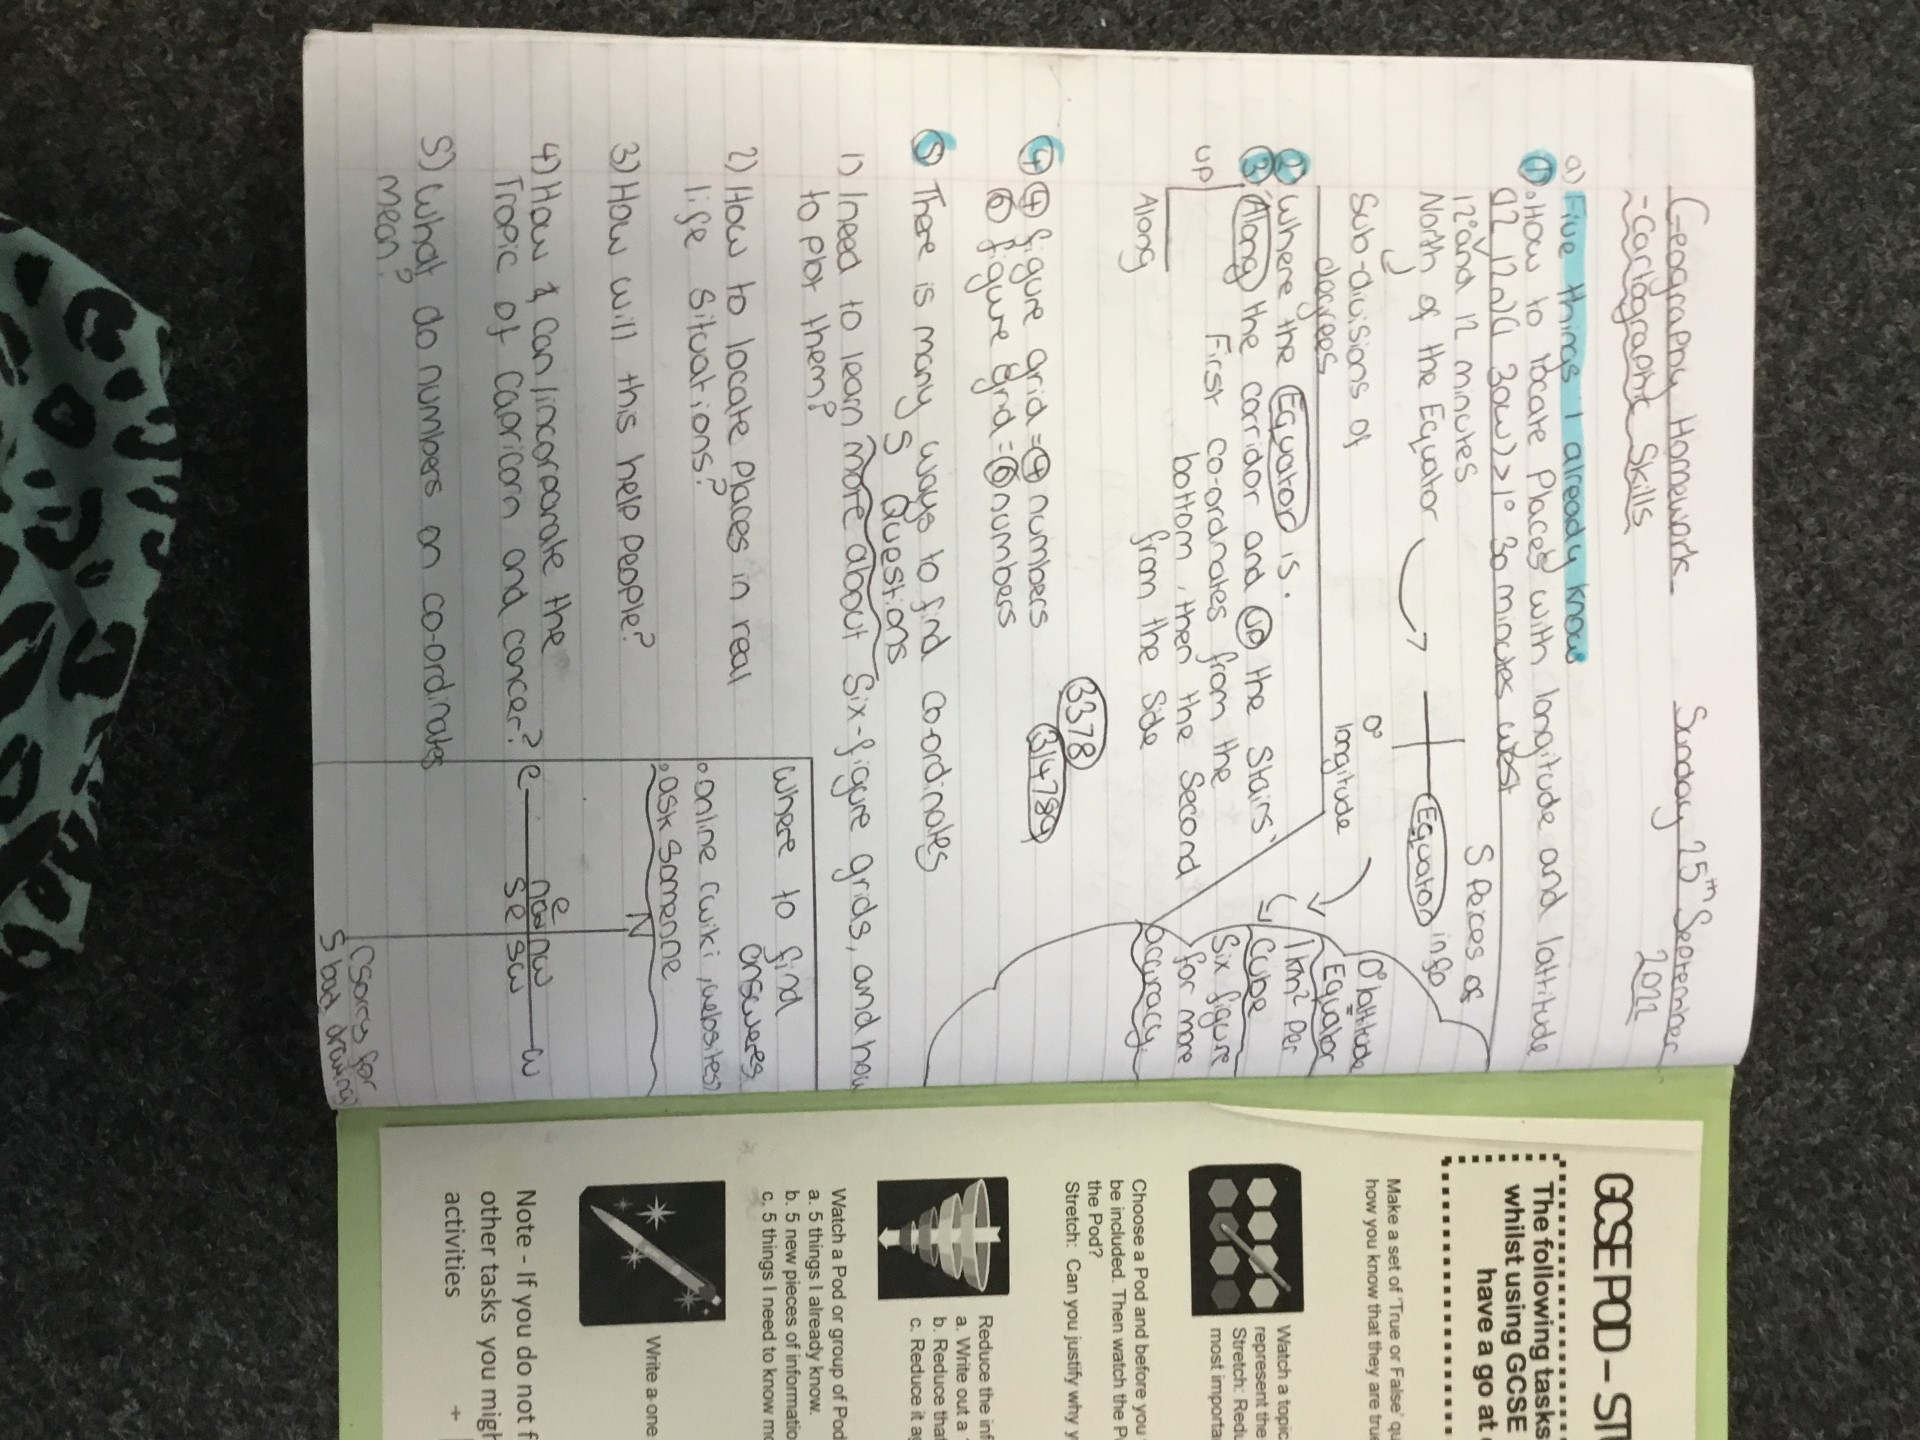 Geography Homework
Sunday 25th September 2022
-Cartographic Skills
a) Five things I already know
① How to locate Places with longitude and lattitude
(12 12n)(1 30w) > 1° 30 minutes west
12° and 12 minutes
North of the Equator
Sub-divisions of
degrees
Equator
0°
longitude
5 Peices of
info
0° lattitude
Equator
1km² Per
Cube
Six figure
for more
accuracy
② Where the Equator is.
③ 'Along the corridor and up the Stairs'
First co-ordinates from the
bottom, then the Second
from the Side
up
Along
④ 4 figure grid = 4 numbers
3378
6 figure grid = 6 numbers
314789
⑤ There is many ways to find co-ordinates
5 Questions
1) I need to learn more about Six-figure grids, and how
to plot them?
2) How to locate Places in real
life Situations?
3) How will this help people?
4) How I can incorporate the
Tropic of Capricorn and cancer?
5) What do numbers on co-ordinates
mean?
where to find
answeres
online (wiki, websites)
ask someone
N
e
w
nw
se
sw
S
(Sorry for
bad drawing)
GCSE POD – ST
The following tasks
whilst using GCSE
have a go at
Make a set of 'True or False' qu
how you know that they are true
Watch a topic
represent the
Stretch: Redu
most importa
Choose a Pod and before you
be included. Then watch the P
the Pod?
Stretch: Can you justify why y
Reduce the inf
a. Write out a
b. Reduce that
c. Reduce it ag
Watch a Pod or group of Pod
a. 5 things I already know.
b. 5 new pieces of informatio
c. 5 things I need to know mo
Write a one
Note - If you do not f
other tasks you migh
activities
+